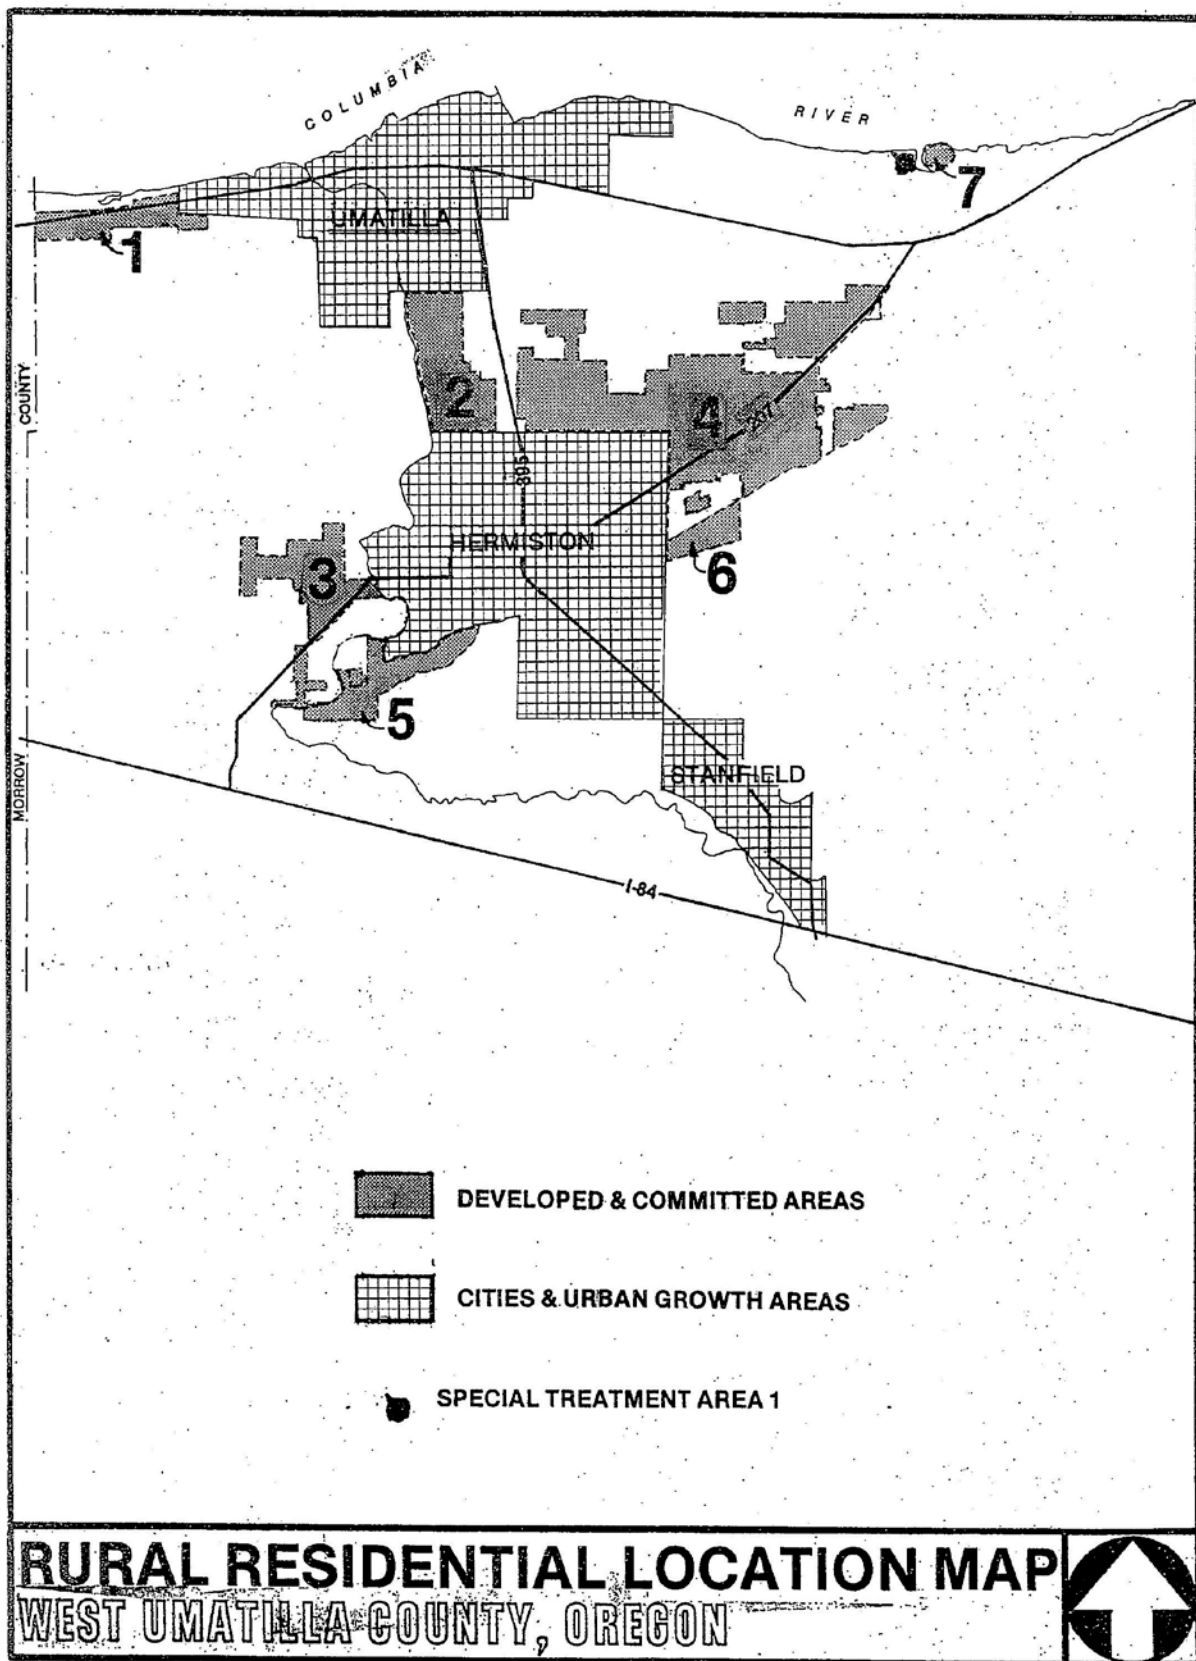 COLUMBIA
RIVER
7
UMATILLA
1
COUNTY
2
4
207
395
HERMISTON
6
3
5
MORROW
STANFIELD
I-84
DEVELOPED & COMMITTED AREAS
CITIES & URBAN GROWTH AREAS
SPECIAL TREATMENT AREA 1
RURAL RESIDENTIAL LOCATION MAP
WEST UMATILLA COUNTY, OREGON